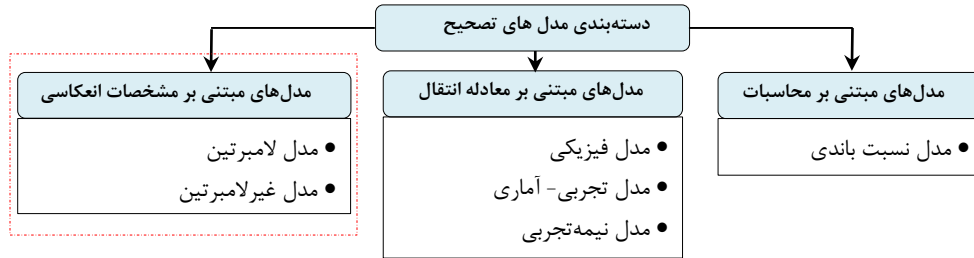 دسته‌بندی مدل های تصحیح
مدل‌های مبتنی بر محاسبات
• مدل نسبت باندی
مدل‌های مبتنی بر معادله انتقال
• مدل فیزیکی
• مدل تجربی- آماری
• مدل نیمه‌تجربی
مدل‌های مبتنی بر مشخصات انعکاسی
• مدل لامبرتین
• مدل غیرلامبرتین